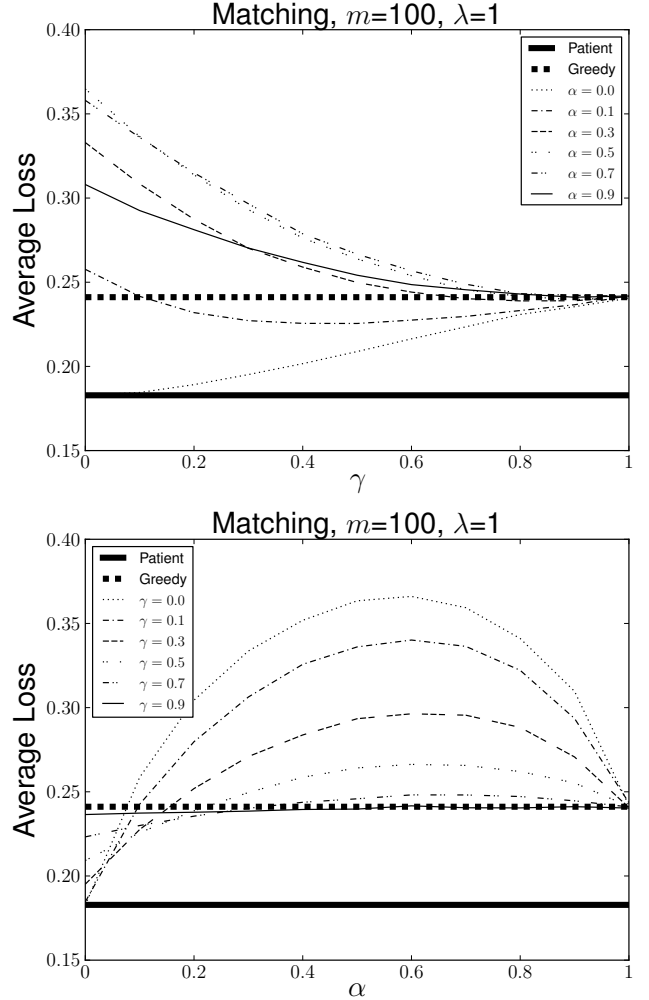 Matching, m=100, λ=1
0.40
0.35
0.30
0.25
0.20
0.15
Average Loss
Patient
Greedy
α = 0.0
α = 0.1
α = 0.3
α = 0.5
α = 0.7
α = 0.9
0 0.2 0.4 0.6 0.8 1
γ
Matching, m=100, λ=1
0.40
0.35
0.30
0.25
0.20
0.15
Average Loss
Patient
Greedy
γ = 0.0
γ = 0.1
γ = 0.3
γ = 0.5
γ = 0.7
γ = 0.9
0 0.2 0.4 0.6 0.8 1
α